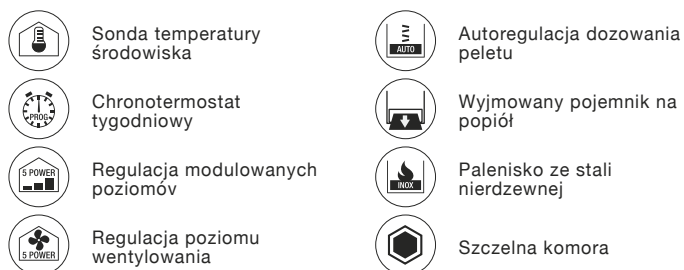 Sonda temperatury
środowiska
AUTO
Autoregulacja dozowania
peletu
PROG
Chronotermostat
tygodniowy
Wyjmowany pojemnik na
popiół
5 POWER
Regulacja modulowanych
poziomóv
INOX
Palenisko ze stali
nierdzewnej
5 POWER
Regulacja poziomu
wentylowania
Szczelna komora